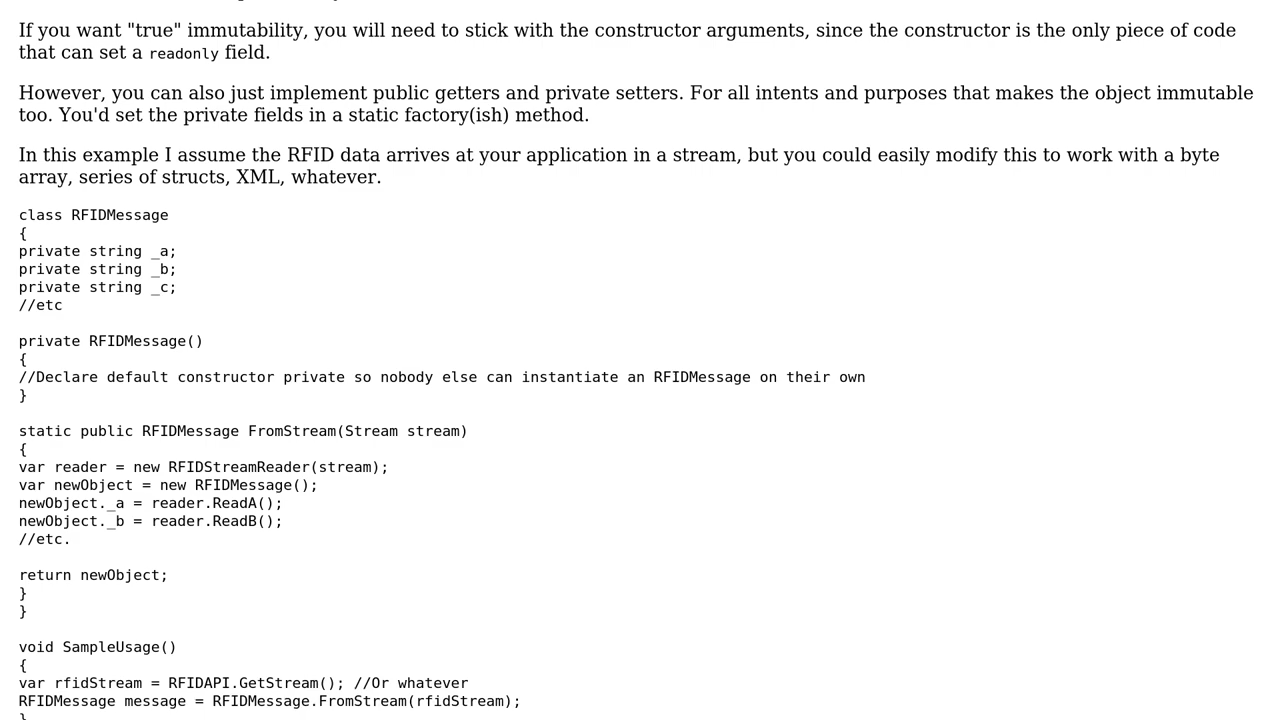 If you want "true" immutability, you will need to stick with the constructor arguments, since the constructor is the only piece of code
that can set a readonly field.
However, you can also just implement public getters and private setters. For all intents and purposes that makes the object immutable
too. You'd set the private fields in a static factory(ish) method.
In this example I assume the RFID data arrives at your application in a stream, but you could easily modify this to work with a byte
array, series of structs, XML, whatever.
class RFIDMessage
{
private string _a;
private string _b;
private string _c;
//etc
private RFIDMessage()
{
//Declare default constructor private so nobody else can instantiate an RFIDMessage on their own
}
static public RFIDMessage FromStream(Stream stream)
{
var reader = new RFIDStreamReader(stream);
var newObject = new RFIDMessage();
newObject._a = reader.ReadA();
newObject._b = reader.ReadB();
//etc.
return newObject;
}
}
void SampleUsage()
{
var rfidStream = RFIDAPI.GetStream(); //Or whatever
RFIDMessage message = RFIDMessage.FromStream(rfidStream);
}